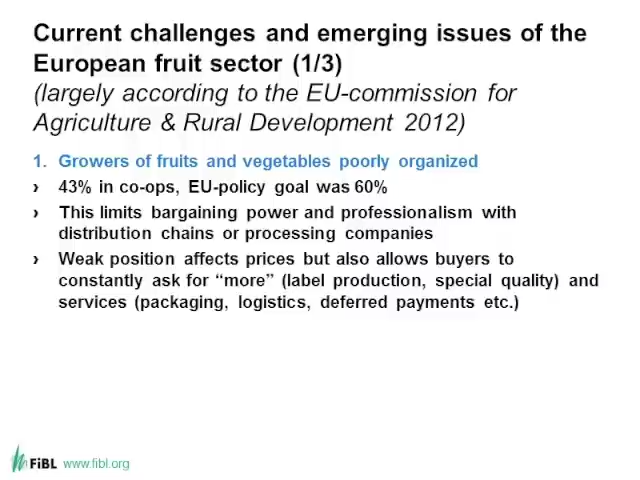 Current challenges and emerging issues of the
European fruit sector (1/3)
(largely according to the EU-commission for
Agriculture & Rural Development 2012)
1. Growers of fruits and vegetables poorly organized
› 43% in co-ops, EU-policy goal was 60%
› This limits bargaining power and professionalism with
distribution chains or processing companies
› Weak position affects prices but also allows buyers to
constantly ask for “more” (label production, special quality) and
services (packaging, logistics, deferred payments etc.)
FiBL www.fibl.org